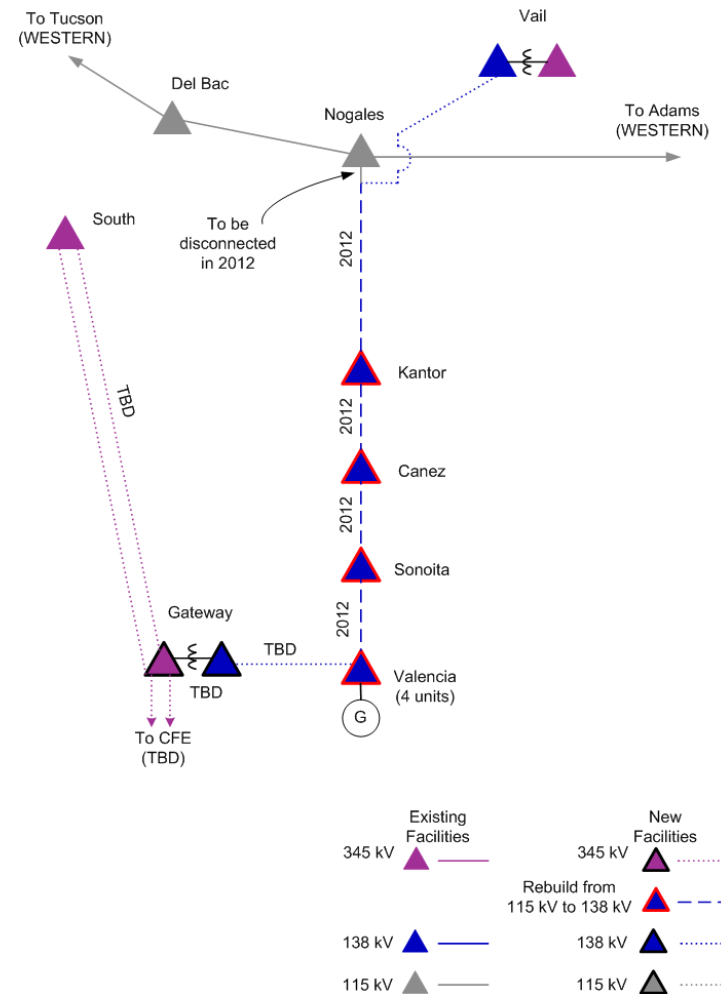 To Tucson
(WESTERN)
Vail
Del Bac
Nogales
To Adams
(WESTERN)
South
To be
disconnected
in 2012
2012
Kantor
TBD
2012
Canez
2012
Sonoita
2012
Gateway
TBD
Valencia
(4 units)
TBD
G
To CFE
(TBD)
Existing
Facilities
New
Facilities
345 kV
345 kV
Rebuild from
115 kV to 138 kV
138 kV
138 kV
115 kV
115 kV